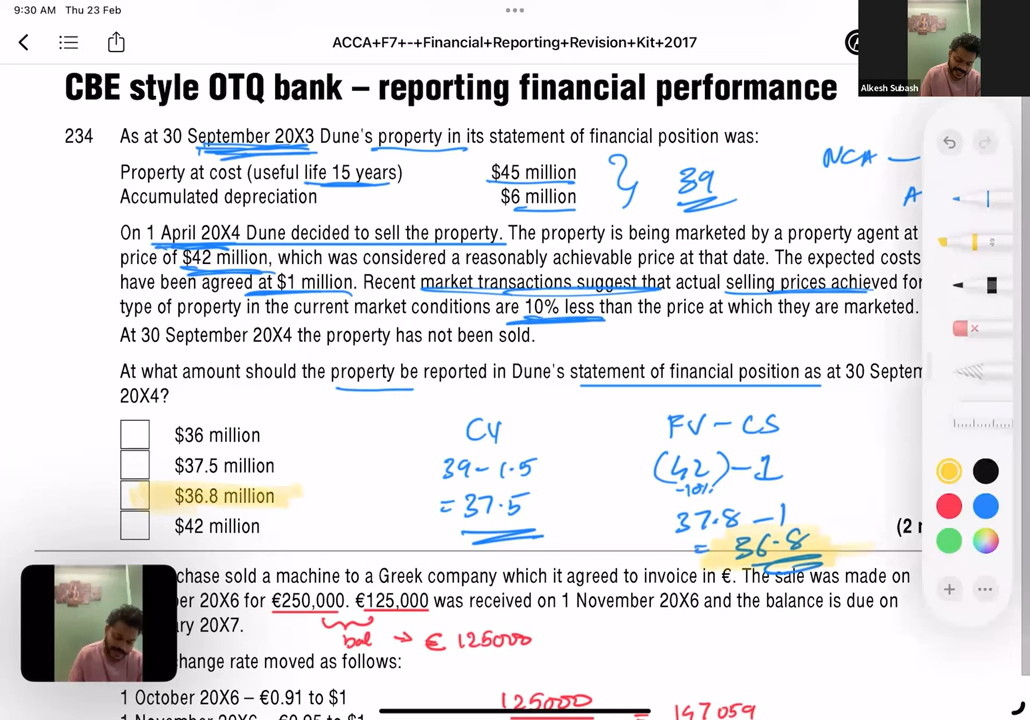 9:30 AM Thu 23 Feb
ACCA+F7+-+Financial+Reporting+Revision+Kit+2017
Alkesh Subash
CBE style OTQ bank – reporting financial performance
234 As at 30 September 20X3 Dune's property in its statement of financial position was:
NCA —
Property at cost (useful life 15 years) $45 million
39
Accumulated depreciation $6 million
A
On 1 April 20X4 Dune decided to sell the property. The property is being marketed by a property agent at
price of $42 million, which was considered a reasonably achievable price at that date. The expected costs
have been agreed at $1 million. Recent market transactions suggest that actual selling prices achieved for
type of property in the current market conditions are 10% less than the price at which they are marketed.
At 30 September 20X4 the property has not been sold.
At what amount should the property be reported in Dune's statement of financial position as at 30 Septem
20X4?
$36 million
CV
FV - CS
$37.5 million
39 - 1.5
(42) - 1
-10%
$36.8 million
= 37.5
37.8 - 1
$42 million
= 36.8
(2 
chase sold a machine to a Greek company which it agreed to invoice in €. The sale was made on
er 20X6 for €250,000. €125,000 was received on 1 November 20X6 and the balance is due on
ary 20X7.
bal → € 125000
hange rate moved as follows:
1 October 20X6 – €0.91 to $1
125000
= 147059